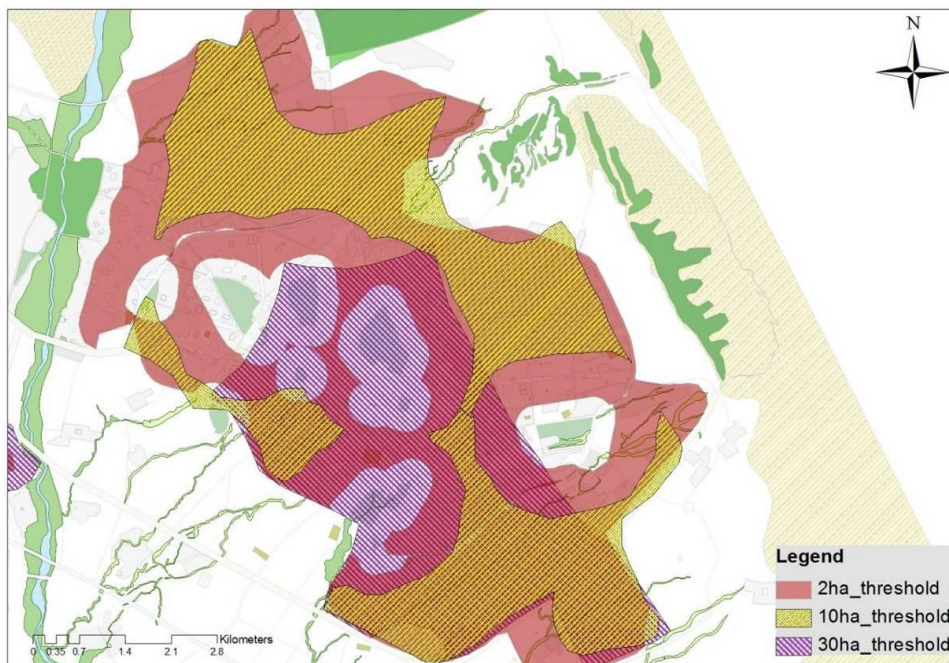 N
Legend
2ha_threshold
10ha_threshold
30ha_threshold
Kilometers
0 0.35 0.7 1.4 2.1 2.8